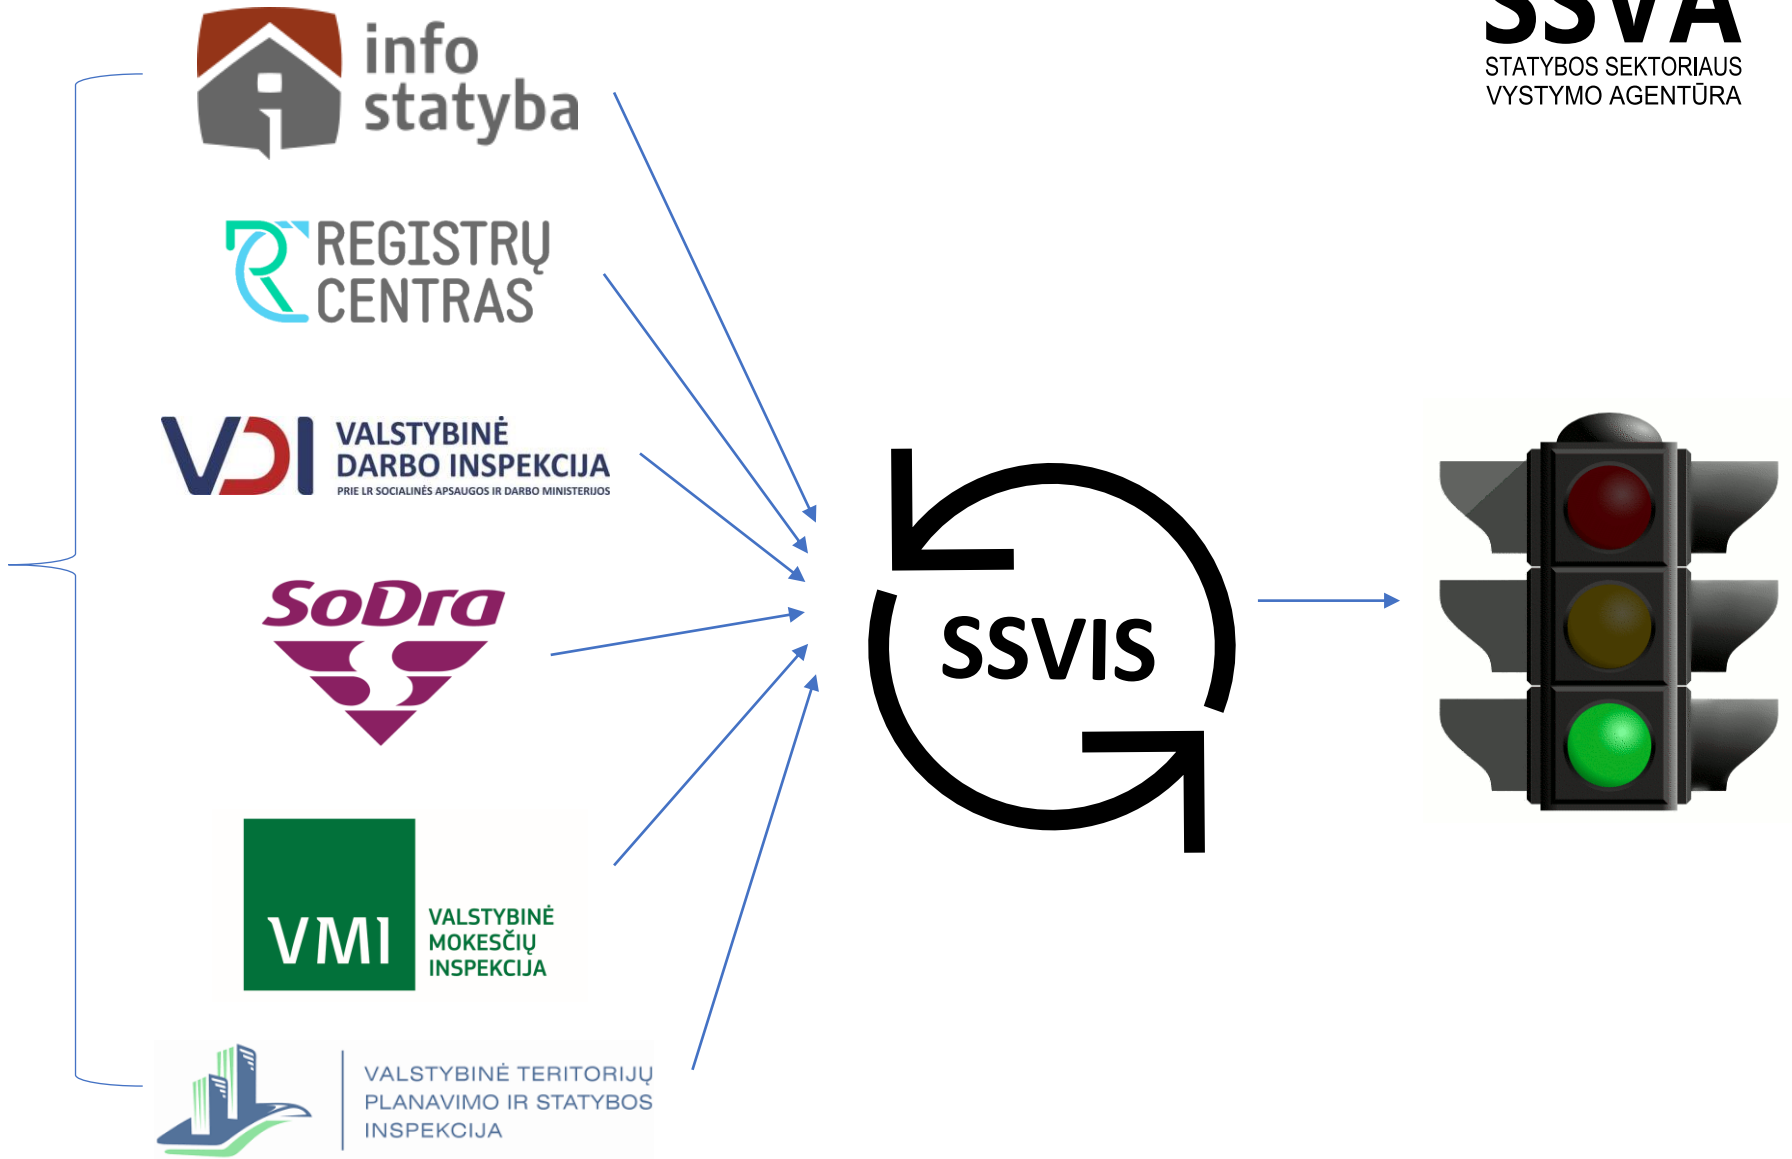 SSVA
STATYBOS SEKTORIAUS
VYSTYMO AGENTŪRA
info
statyba
REGISTRŲ
CENTRAS
VDI
VALSTYBINĖ
DARBO INSPEKCIJA
PRIE LR SOCIALINĖS APSAUGOS IR DARBO MINISTERIJOS
SoDra
SSVIS
VMI
VALSTYBINĖ
MOKESČIŲ
INSPEKCIJA
VALSTYBINĖ TERITORIJŲ
PLANAVIMO IR STATYBOS
INSPEKCIJA